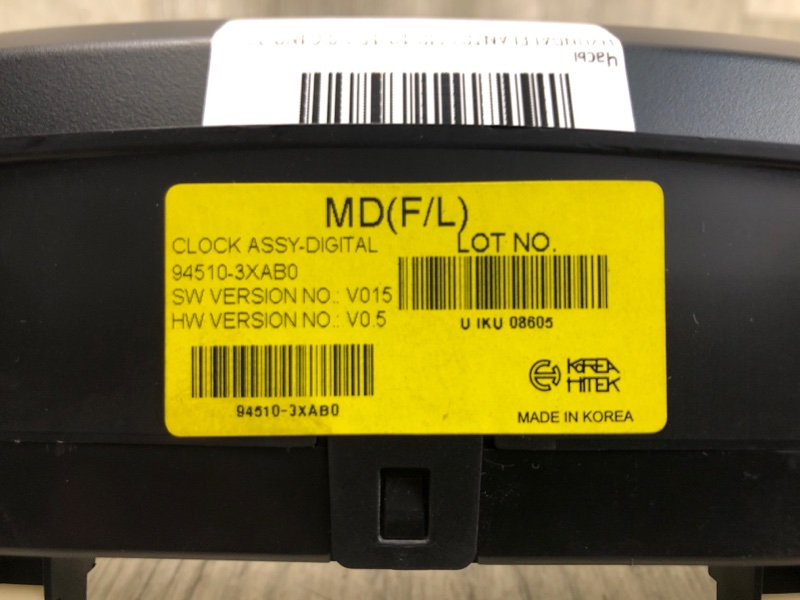 Часы
MD(F/L)
CLOCK ASSY-DIGITAL
LOT NO.
94510-3XAB0
SW VERSION NO.: V015
HW VERSION NO.: V0.5
U IKU 08605
94510-3XAB0
KOREA
HITEK
MADE IN KOREA